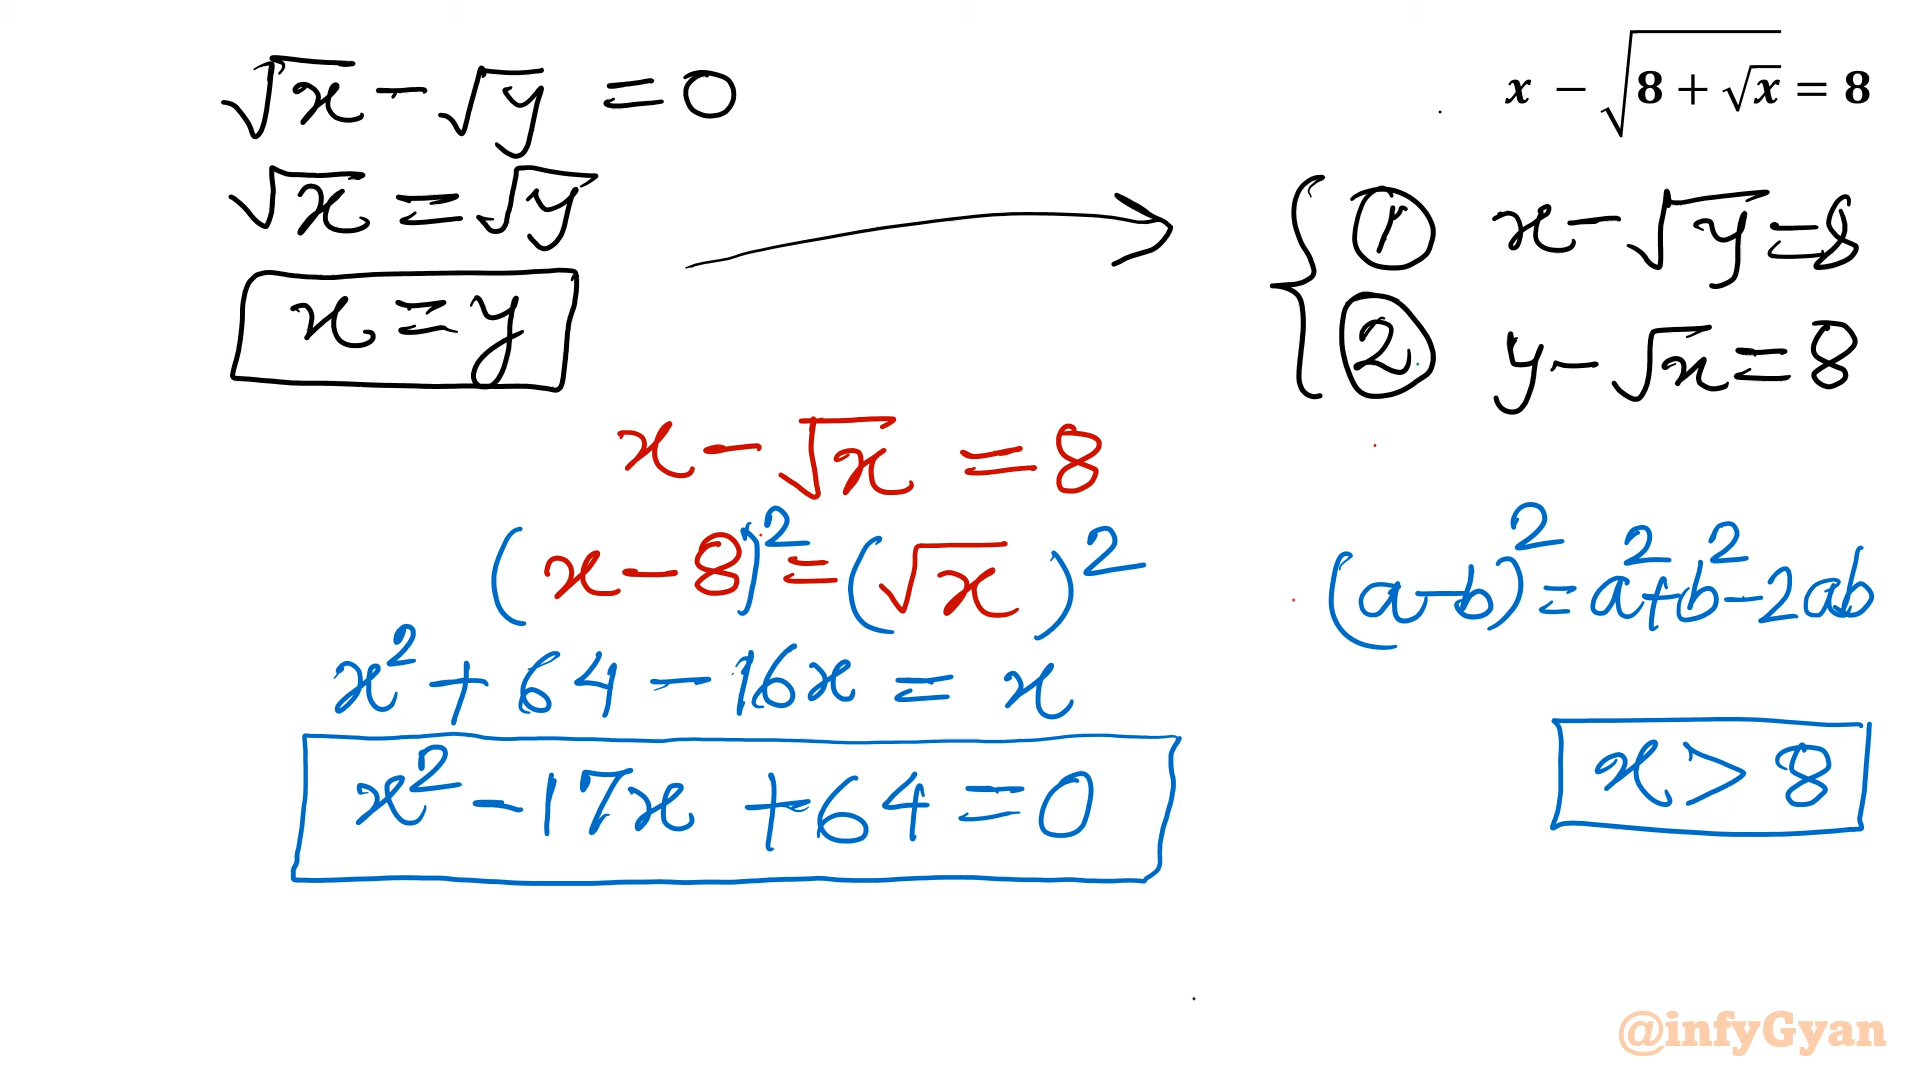 √x − √y = 0
√x = √y
x = y
x − √(8 + √x) = 8
① x − √y = 8
② y − √x = 8
x − √x = 8
(x − 8)² = (√x)²
(a−b)² = a² + b² − 2ab
x² + 64 − 16x = x
x² − 17x + 64 = 0
x > 8
@infyGyan